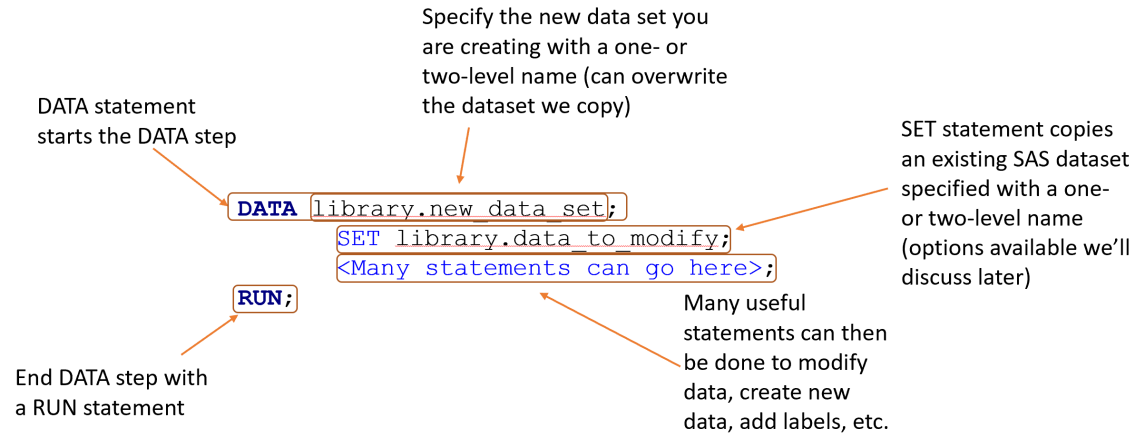 Specify the new data set you
are creating with a one- or
two-level name (can overwrite
the dataset we copy)
DATA statement
starts the DATA step
SET statement copies
an existing SAS dataset
specified with a one-
or two-level name
(options available we’ll
discuss later)
DATA library.new_data_set;
SET library.data_to_modify;
<Many statements can go here>;
RUN;
Many useful
statements can then
be done to modify
data, create new
data, add labels, etc.
End DATA step with
a RUN statement